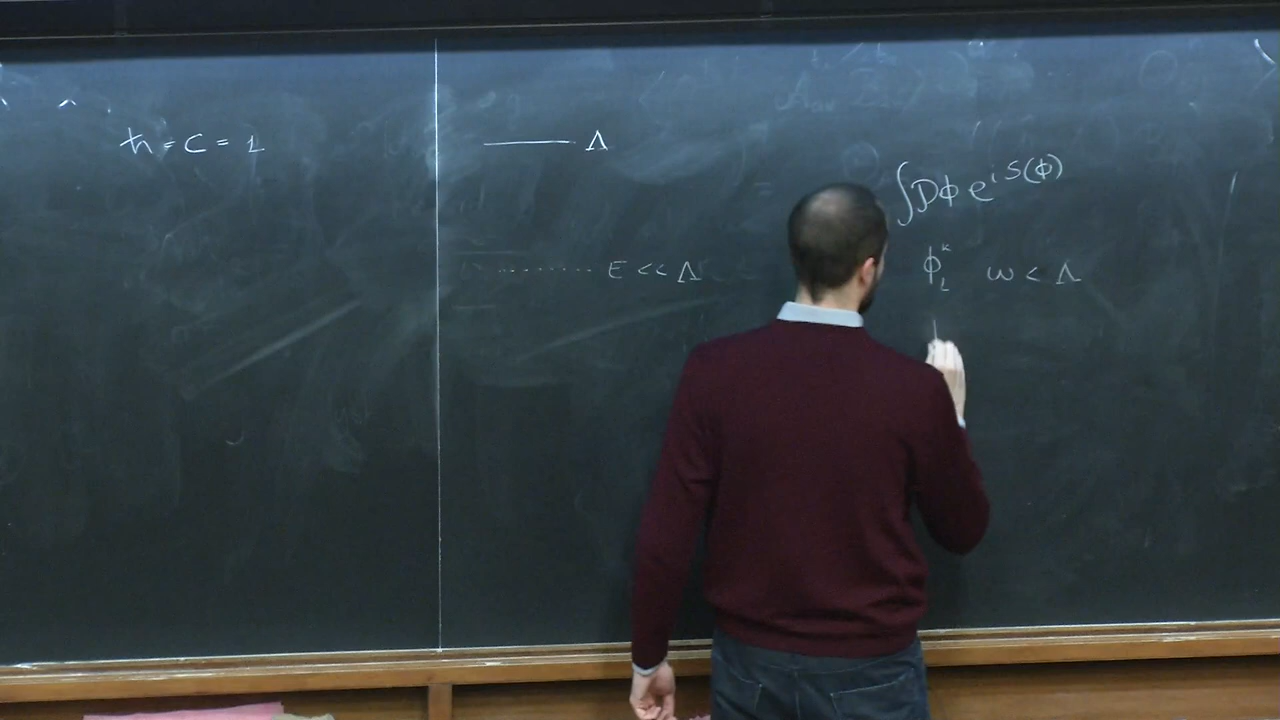 ħ = c = 1
Λ
E << Λ
∫Dϕ e^{iS(ϕ)}
ϕ_L^k ω < Λ